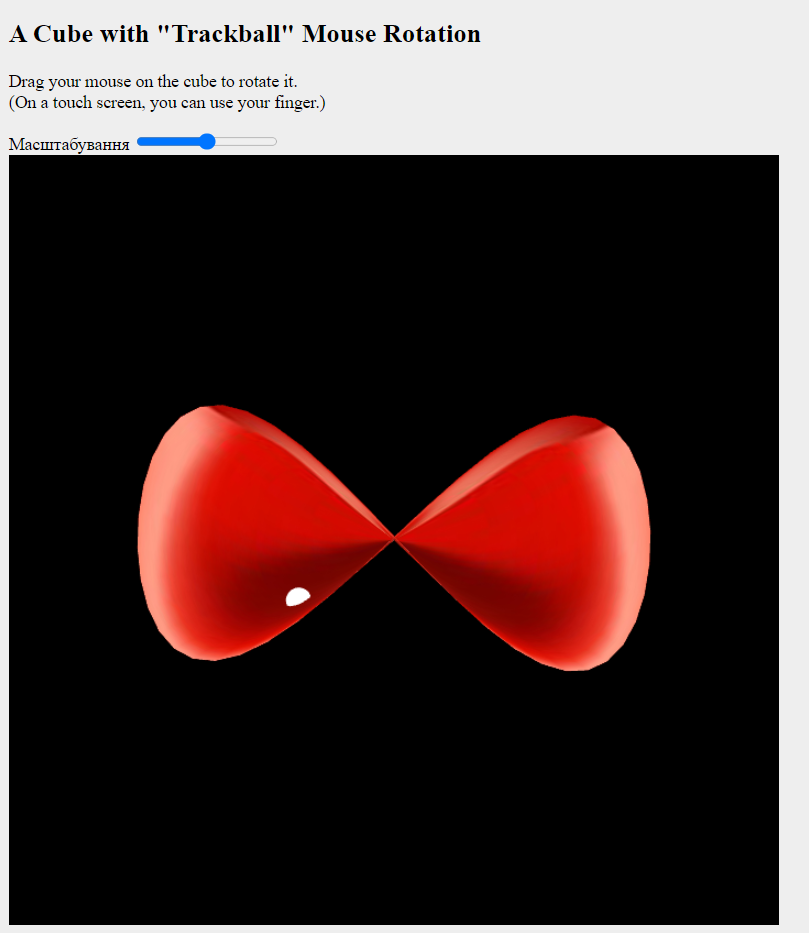 A Cube with "Trackball" Mouse Rotation
Drag your mouse on the cube to rotate it.
(On a touch screen, you can use your finger.)
Масштабування